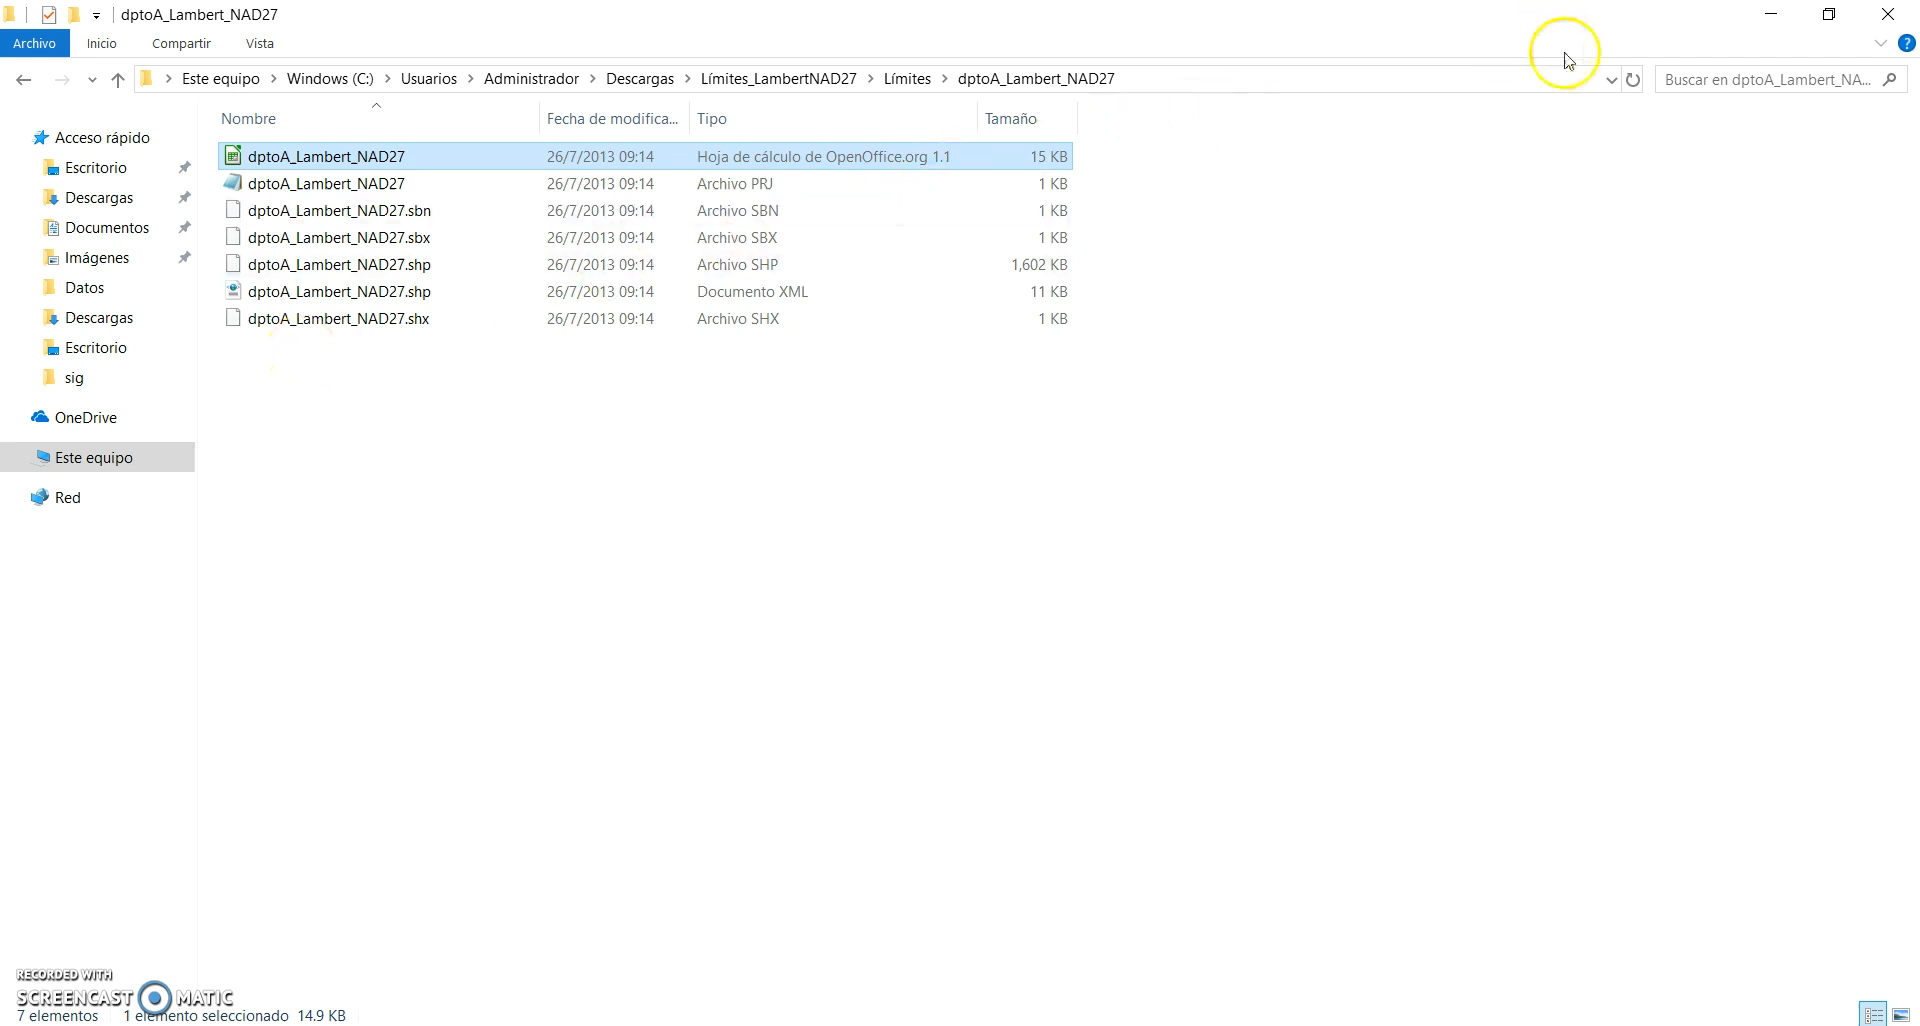 dptoA_Lambert_NAD27
Archivo Inicio Compartir Vista
Este equipo Windows (C:) Usuarios Administrador Descargas Límites_LambertNAD27 Límites dptoA_Lambert_NAD27 Buscar en dptoA_Lambert_NA...
Nombre Fecha de modifica... Tipo Tamaño
Acceso rápido
Escritorio
Descargas
Documentos
Imágenes
Datos
Descargas
Escritorio
sig
OneDrive
Este equipo
Red
dptoA_Lambert_NAD27 26/7/2013 09:14 Hoja de cálculo de OpenOffice.org 1.1 15 KB
dptoA_Lambert_NAD27 26/7/2013 09:14 Archivo PRJ 1 KB
dptoA_Lambert_NAD27.sbn 26/7/2013 09:14 Archivo SBN 1 KB
dptoA_Lambert_NAD27.sbx 26/7/2013 09:14 Archivo SBX 1 KB
dptoA_Lambert_NAD27.shp 26/7/2013 09:14 Archivo SHP 1,602 KB
dptoA_Lambert_NAD27.shp 26/7/2013 09:14 Documento XML 11 KB
dptoA_Lambert_NAD27.shx 26/7/2013 09:14 Archivo SHX 1 KB
RECORDED WITH
SCREENCAST MATIC
7 elementos 1 elemento seleccionado 14.9 KB